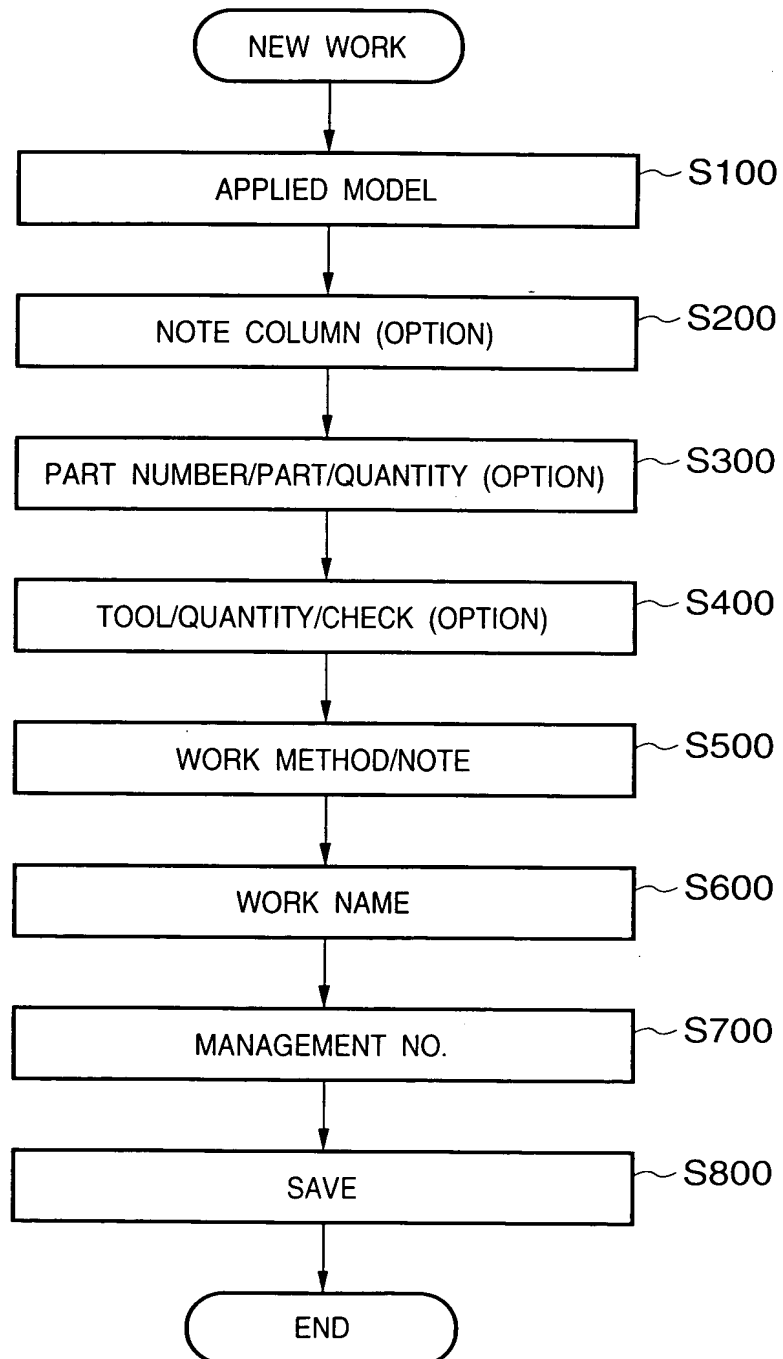 NEW WORK
APPLIED MODEL S100
NOTE COLUMN (OPTION) S200
PART NUMBER/PART/QUANTITY (OPTION) S300
TOOL/QUANTITY/CHECK (OPTION) S400
WORK METHOD/NOTE S500
WORK NAME S600
MANAGEMENT NO. S700
SAVE S800
END